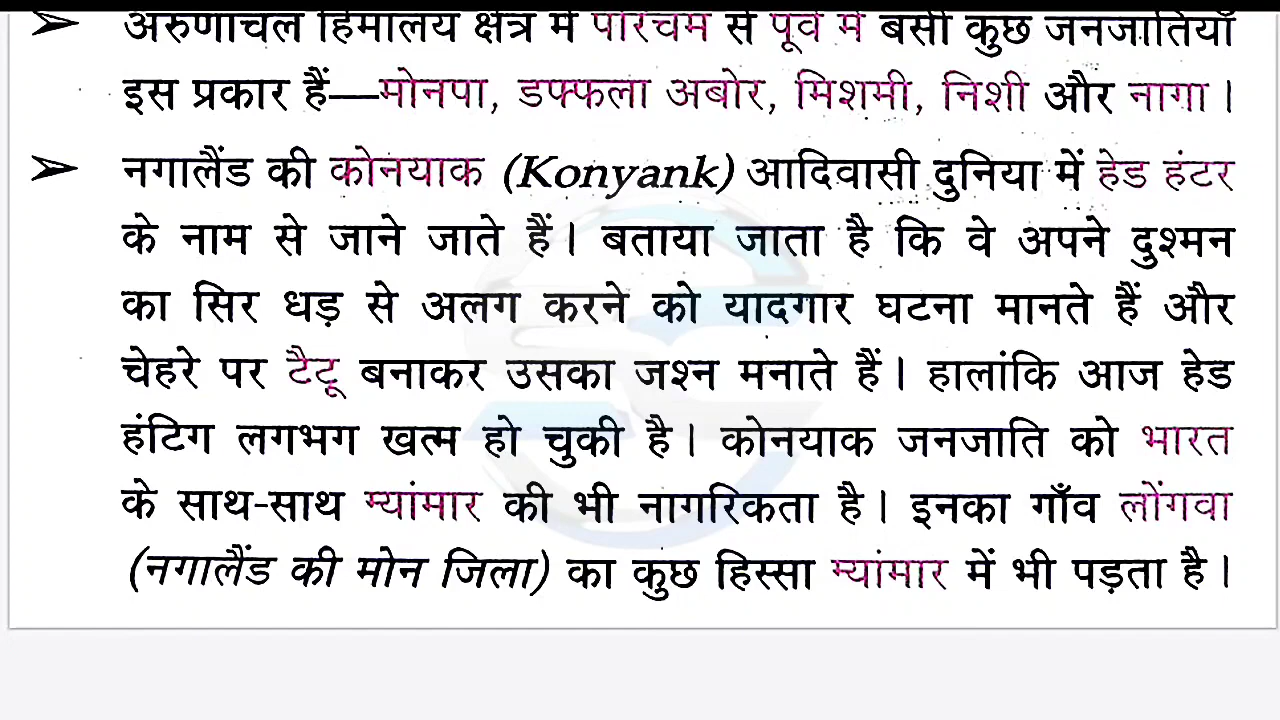 ➢ अरुणाचल हिमालय क्षेत्र में पश्चिम से पूर्व में बसी कुछ जनजातियाँ
इस प्रकार हैं—मोनपा, डफ्फला अबोर, मिशमी, निशी और नागा।
➢ नगालैंड की कोनयाक (Konyank) आदिवासी दुनिया में हेड हंटर
के नाम से जाने जाते हैं। बताया जाता है कि वे अपने दुश्मन
का सिर धड़ से अलग करने को यादगार घटना मानते हैं और
चेहरे पर टैटू बनाकर उसका जश्न मनाते हैं। हालांकि आज हेड
हंटिग लगभग खत्म हो चुकी है। कोनयाक जनजाति को भारत
के साथ-साथ म्यांमार की भी नागरिकता है। इनका गाँव लोंगवा
(नगालैंड की मोन जिला) का कुछ हिस्सा म्यांमार में भी पड़ता है।